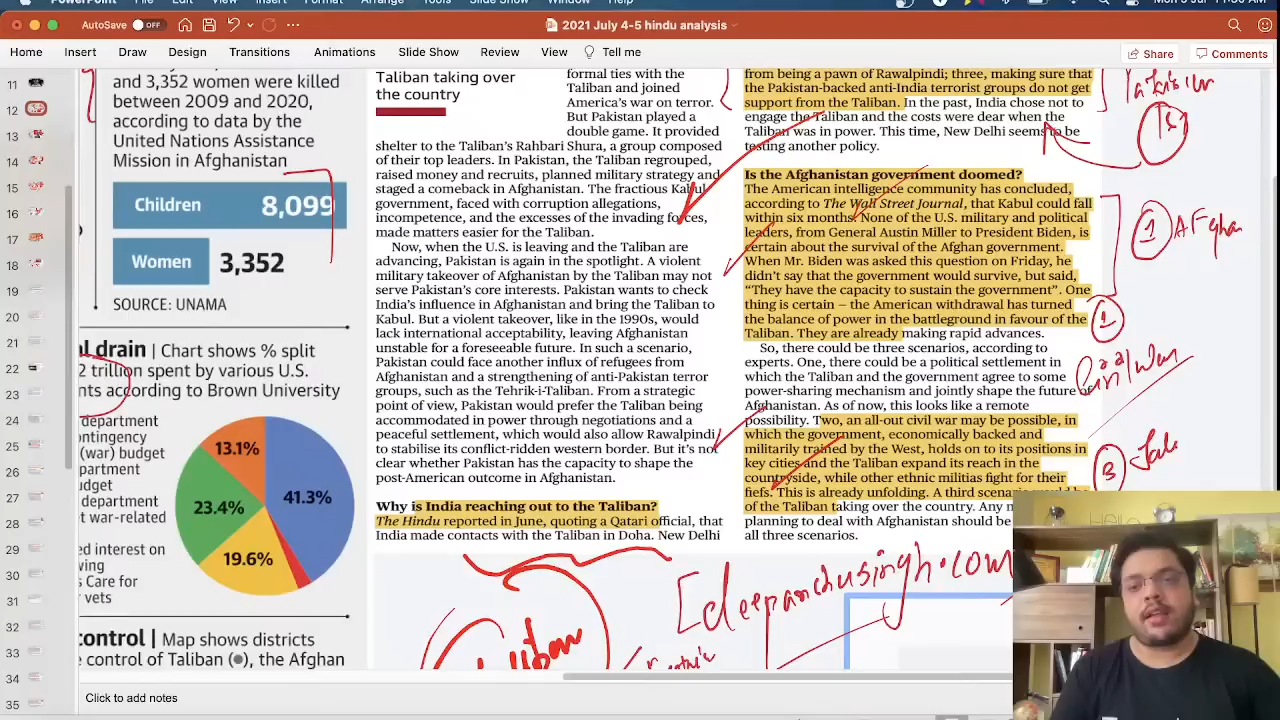 AutoSave OFF
2021 July 4-5 hindu analysis
Home Insert Draw Design Transitions Animations Slide Show Review View Tell me
Share Comments
11
12
13
14
15
16
17
18
19
20
21
22
23
24
25
26
27
28
29
30
31
32
33
34
35
and 3,352 women were killed
between 2009 and 2020,
according to data by the
United Nations Assistance
Mission in Afghanistan
Children 8,099
Women 3,352
SOURCE: UNAMA
l drain | Chart shows % split
2 trillion spent by various U.S.
nts according to Brown University
department
ontingency
(war) budget
partment
udget
department
t war-related
ed interest on
wing
s Care for
r vets
13.1%
41.3%
23.4%
19.6%
control | Map shows districts
e control of Taliban ( ), the Afghan
Taliban taking over
the country
formal ties with the
Taliban and joined
America's war on terror.
But Pakistan played a
double game. It provided
shelter to the Taliban's Rahbari Shura, a group composed
of their top leaders. In Pakistan, the Taliban regrouped,
raised money and recruits, planned military strategy and
staged a comeback in Afghanistan. The fractious Kabul
government, faced with corruption allegations,
incompetence, and the excesses of the invading forces,
made matters easier for the Taliban.
Now, when the U.S. is leaving and the Taliban are
advancing, Pakistan is again in the spotlight. A violent
military takeover of Afghanistan by the Taliban may not
serve Pakistan's core interests. Pakistan wants to check
India's influence in Afghanistan and bring the Taliban to
Kabul. But a violent takeover, like in the 1990s, would
lack international acceptability, leaving Afghanistan
unstable for a foreseeable future. In such a scenario,
Pakistan could face another influx of refugees from
Afghanistan and a strengthening of anti-Pakistan terror
groups, such as the Tehrik-i-Taliban. From a strategic
point of view, Pakistan would prefer the Taliban being
accommodated in power through negotiations and a
peaceful settlement, which would also allow Rawalpindi
to stabilise its conflict-ridden western border. But it's not
clear whether Pakistan has the capacity to shape the
post-American outcome in Afghanistan.
Why is India reaching out to the Taliban?
The Hindu reported in June, quoting a Qatari official, that
India made contacts with the Taliban in Doha. New Delhi
from being a pawn of Rawalpindi; three, making sure that
the Pakistan-backed anti-India terrorist groups do not get
support from the Taliban. In the past, India chose not to
engage the Taliban and the costs were dear when the
Taliban was in power. This time, New Delhi seems to be
testing another policy.
Is the Afghanistan government doomed?
The American intelligence community has concluded,
according to The Wall Street Journal, that Kabul could fall
within six months. None of the U.S. military and political
leaders, from General Austin Miller to President Biden, is
certain about the survival of the Afghan government.
When Mr. Biden was asked this question on Friday, he
didn't say that the government would survive, but said,
"They have the capacity to sustain the government". One
thing is certain – the American withdrawal has turned
the balance of power in the battleground in favour of the
Taliban. They are already making rapid advances.
So, there could be three scenarios, according to
experts. One, there could be a political settlement in
which the Taliban and the government agree to some
power-sharing mechanism and jointly shape the future of
Afghanistan. As of now, this looks like a remote
possibility. Two, an all-out civil war may be possible, in
which the government, economically backed and
militarily trained by the West, holds on to its positions in
key cities and the Taliban expand its reach in the
countryside, while other ethnic militias fight for their
fiefs. This is already unfolding. A third scenario
of the Taliban taking over the country. Any
planning to deal with Afghanistan should be
all three scenarios.
1 Afghan
Civil War
3
[deepanshusingh.com
Click to add notes